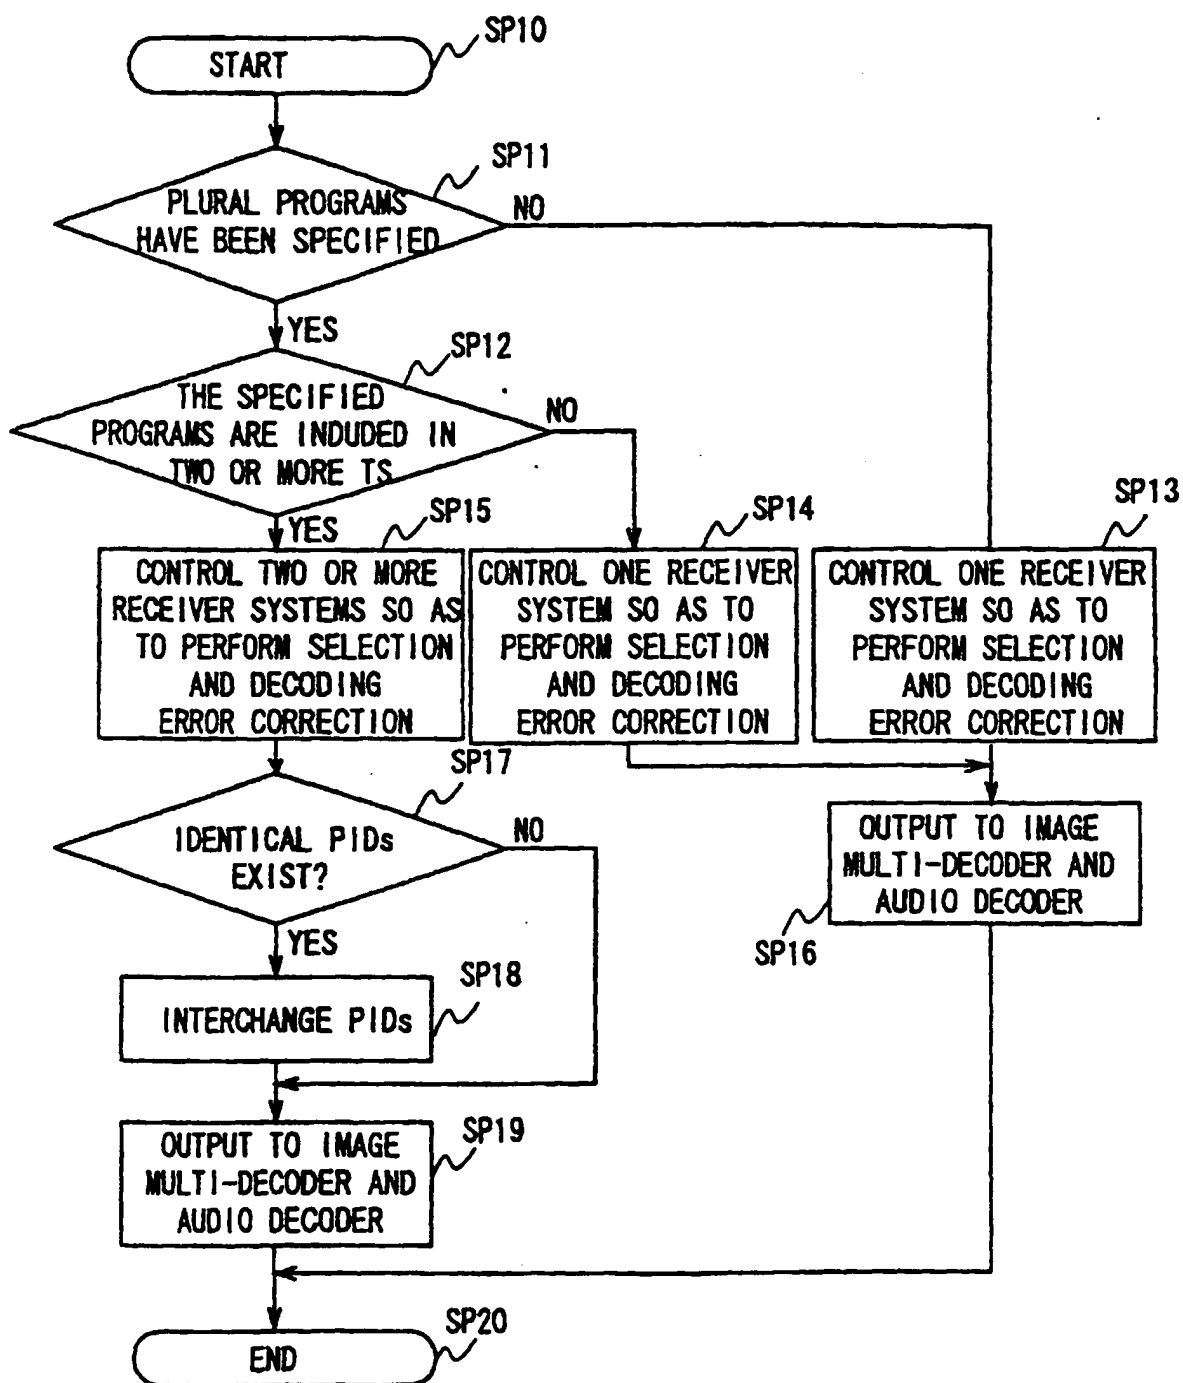 SP10
START
SP11
PLURAL PROGRAMS
HAVE BEEN SPECIFIED
NO
YES
SP12
THE SPECIFIED
PROGRAMS ARE INDUDED IN
TWO OR MORE TS
NO
YES
SP15
CONTROL TWO OR MORE
RECEIVER SYSTEMS SO AS
TO PERFORM SELECTION
AND DECODING
ERROR CORRECTION
SP14
CONTROL ONE RECEIVER
SYSTEM SO AS TO
PERFORM SELECTION
AND DECODING
ERROR CORRECTION
SP13
CONTROL ONE RECEIVER
SYSTEM SO AS TO
PERFORM SELECTION
AND DECODING
ERROR CORRECTION
SP17
IDENTICAL PIDs
EXIST?
NO
YES
OUTPUT TO IMAGE
MULTI-DECODER AND
AUDIO DECODER
SP16
SP18
INTERCHANGE PIDs
SP19
OUTPUT TO IMAGE
MULTI-DECODER AND
AUDIO DECODER
SP20
END